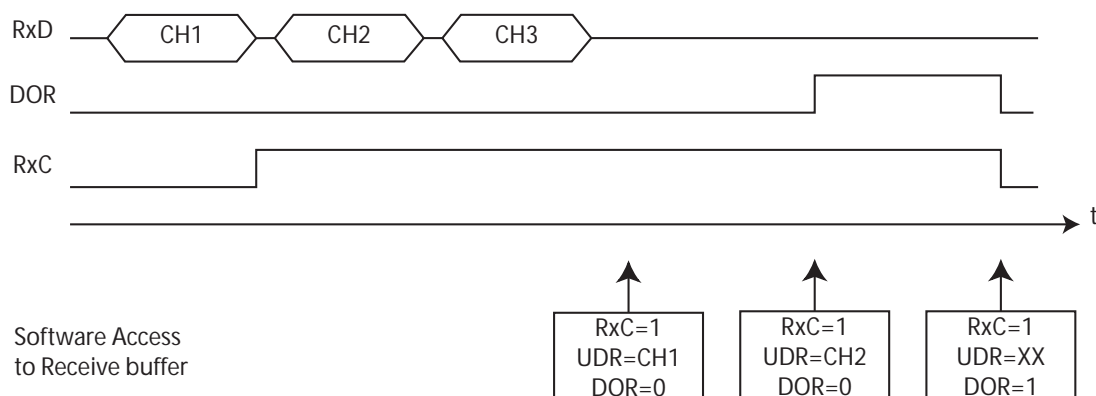 RxD CH1 CH2 CH3
DOR
RxC
t
Software Access
to Receive buffer
RxC=1
UDR=CH1
DOR=0
RxC=1
UDR=CH2
DOR=0
RxC=1
UDR=XX
DOR=1